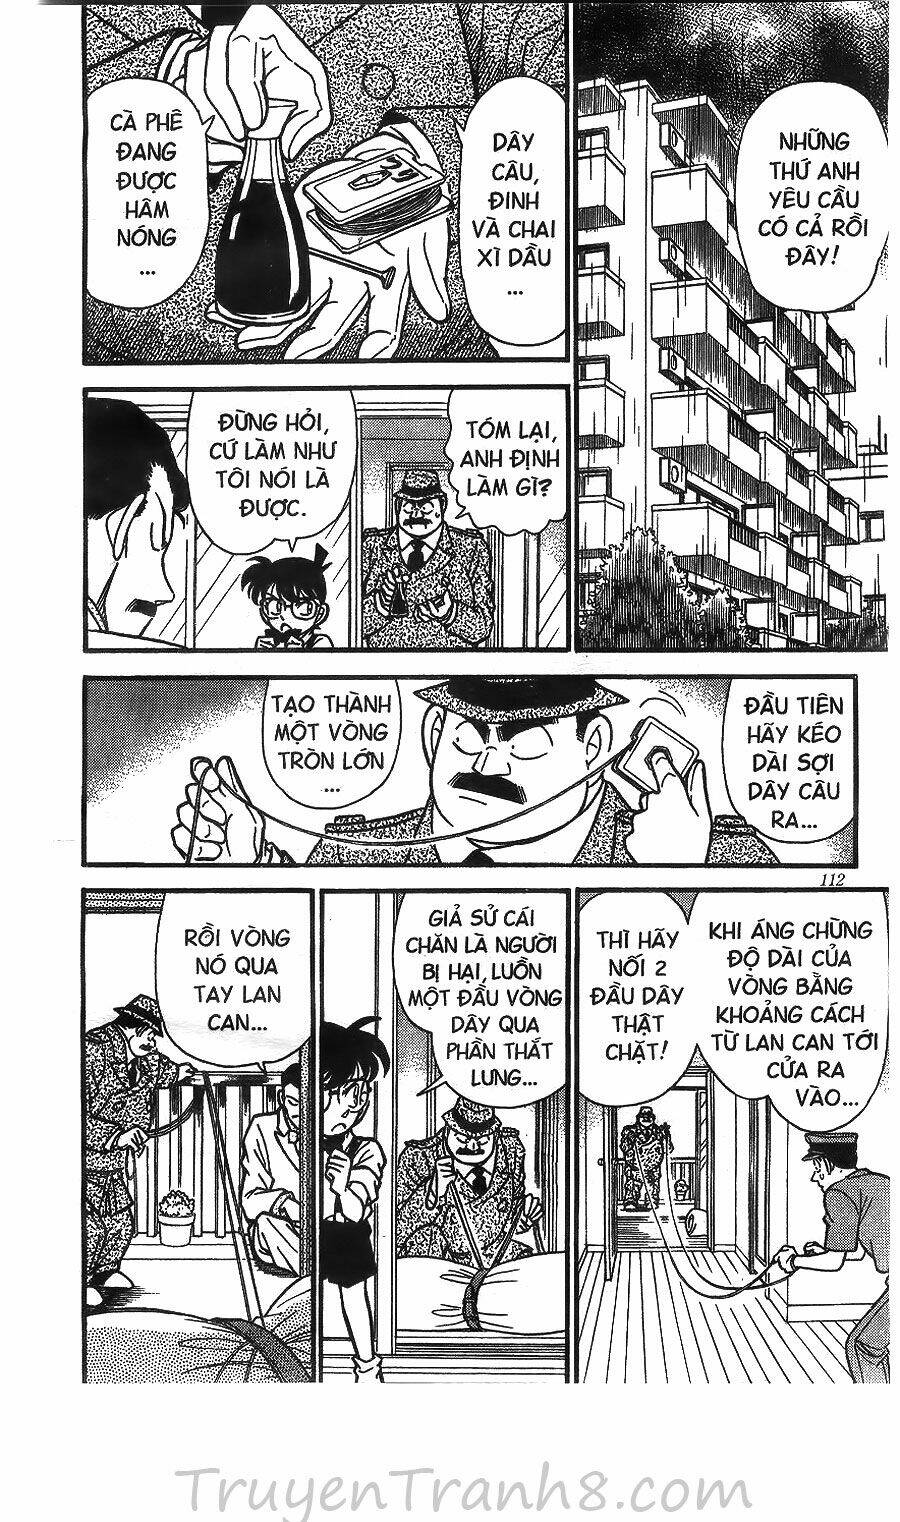 NHỮNG
THỨ ANH
YÊU CẦU
CÓ CẢ RỒI
ĐÂY!
DÂY
CÂU,
ĐINH
VÀ CHAI
XÌ DẦU
...
CÀ PHÊ
ĐANG
ĐƯỢC
HÂM
NÓNG
...
TÓM LẠI,
ANH ĐỊNH
LÀM GÌ?
ĐỪNG HỎI,
CỨ LÀM NHƯ
TÔI NÓI LÀ
ĐƯỢC.
ĐẦU TIÊN
HÃY KÉO
DÀI SỢI
DÂY CÂU
RA...
TẠO THÀNH
MỘT VÒNG
TRÒN LỚN
...
112
KHI ÁNG CHỪNG
ĐỘ DÀI CỦA
VÒNG BẰNG
KHOẢNG CÁCH
TỪ LAN CAN TỚI
CỬA RA
VÀO...
THÌ HÃY
NỐI 2
ĐẦU DÂY
THẬT
CHẶT!
GIẢ SỬ CÁI
CHĂN LÀ NGƯỜI
BỊ HẠI, LUỒN
MỘT ĐẦU VÒNG
DÂY QUA
PHẦN THẮT
LƯNG...
RỒI VÒNG
NÓ QUA
TAY LAN
CAN...
TruyenTranh8.com